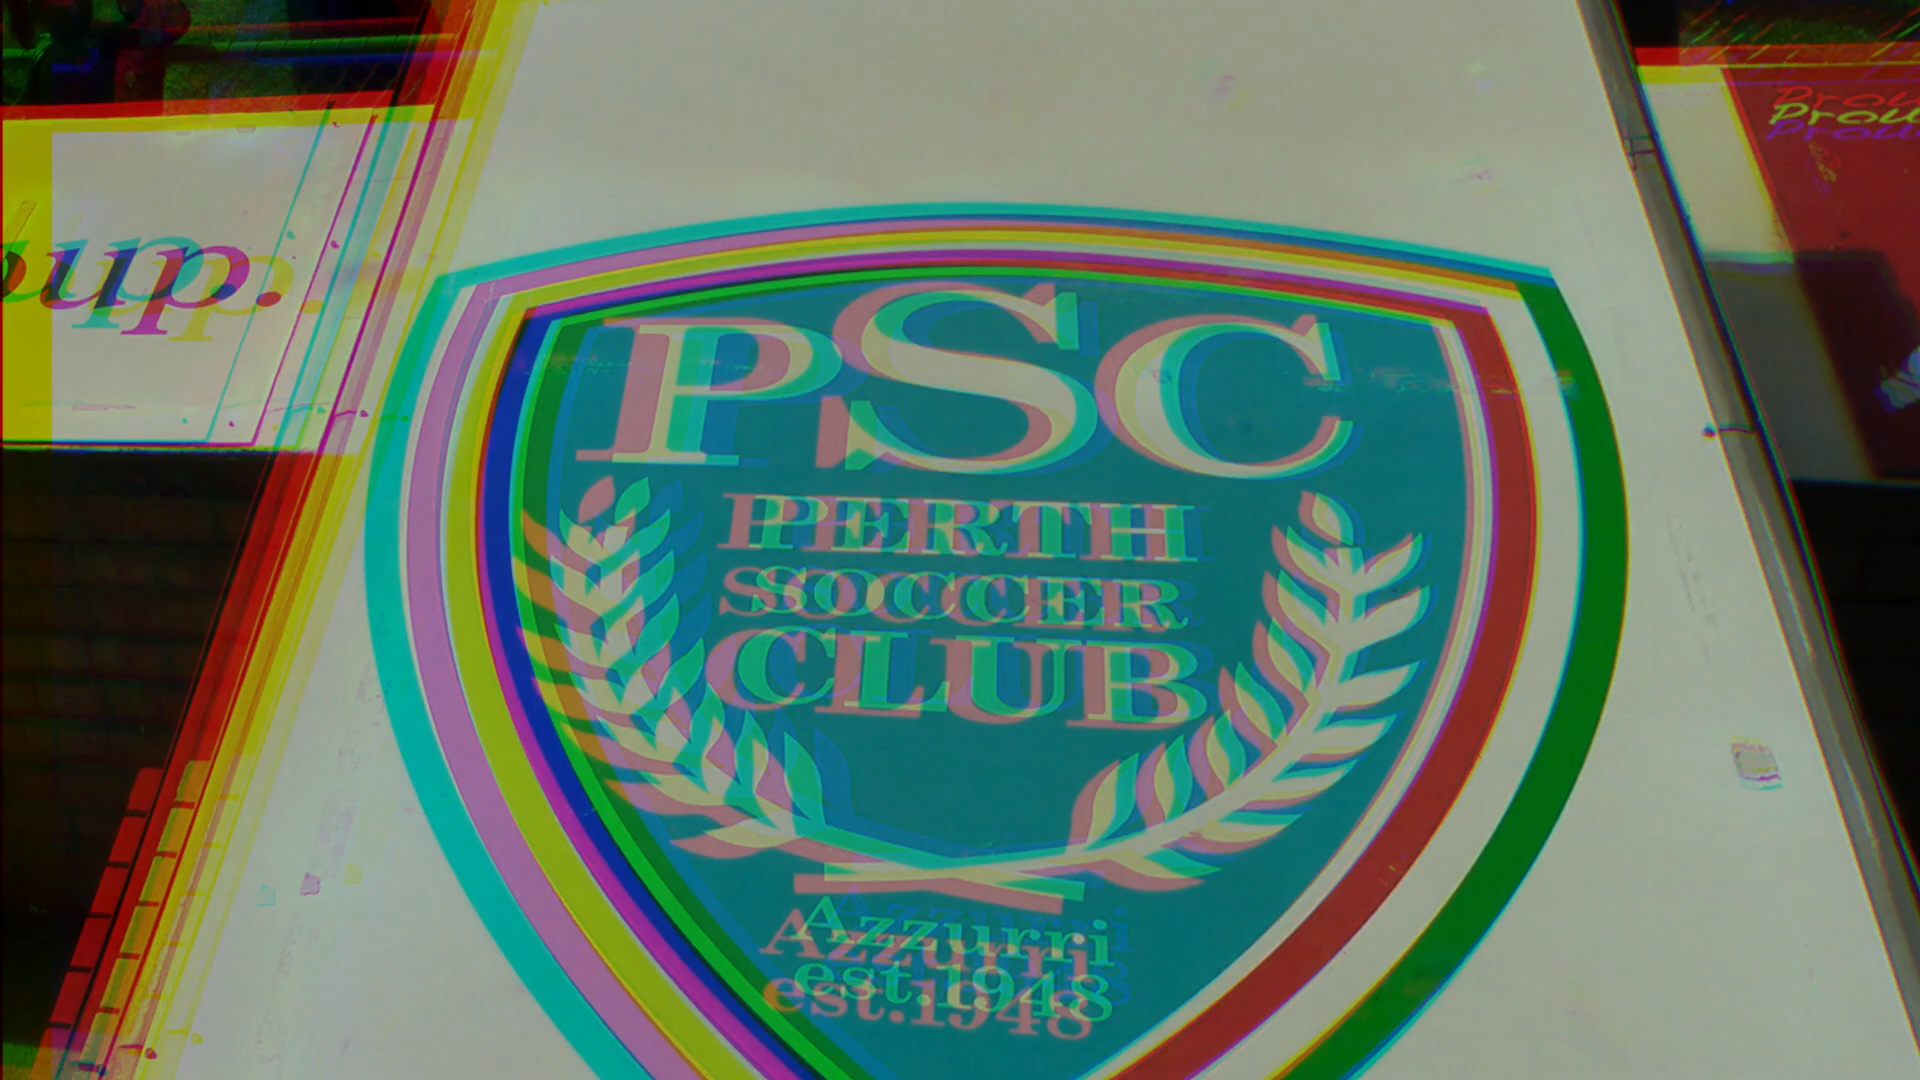 PSC
PERTH
SOCCER
CLUB
Azzurri
est.1948